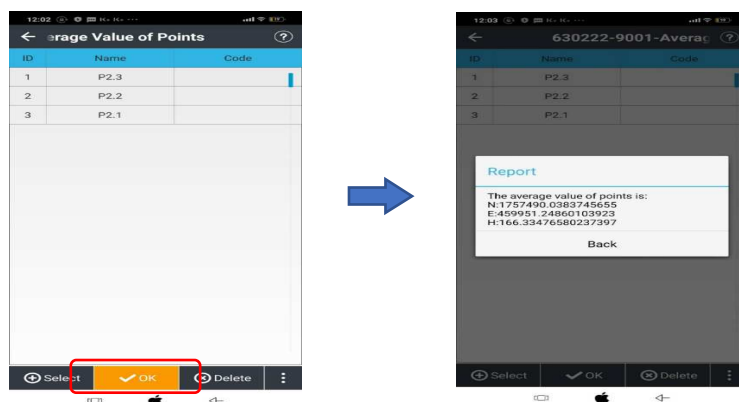 12:02
erage Value of Points
ID Name Code
1 P2.3
2 P2.2
3 P2.1
Select OK Delete
12:03
630222-9001-Averag
ID Name Code
1 P2.3
2 P2.2
3 P2.1
Report
The average value of points is:
N:1757490.0383745655
E:459951.24860103923
H:166.33476580237397
Back
Select OK Delete